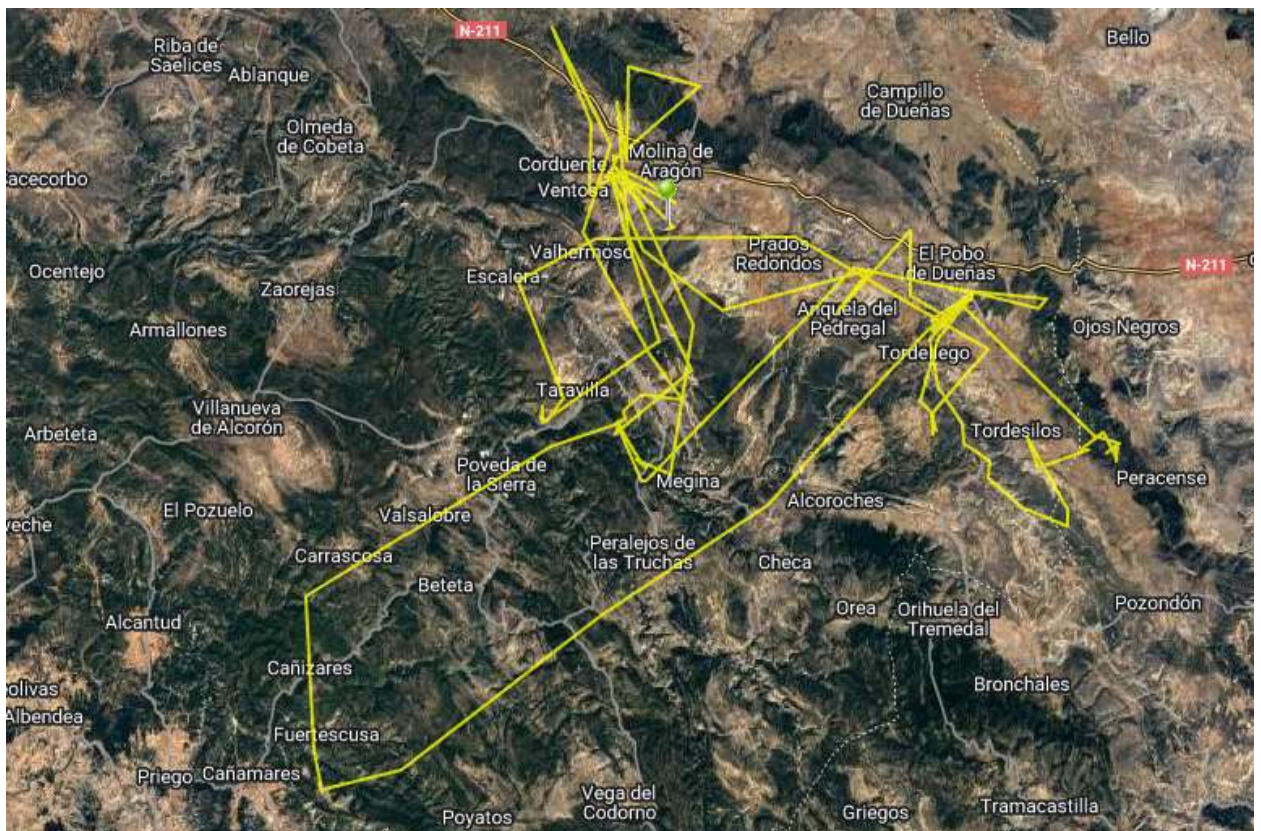 N-211
Bello
Riba de
Saelices
Ablanque
Campillo
de Dueñas
Olmeda
de Cobeta
Molina de
Aragón
Corduente
Sacecorbo
Ventosa
Valhermoso
Prados
Redondos
El Pobo
de Dueñas
N-211
Ocentejo
Escalera
Zaorejas
Anquela del
Pedregal
Ojos Negros
Armallones
Tordellego
Taravilla
Villanueva
de Alcorón
Arbeteta
Tordesilos
Poveda de
la Sierra
Megina
Peracense
Alcoroches
El Pozuelo
Valsalobre
Carrascosa
Peralejos de
las Truchas
Checa
Beteta
Orea
Orihuela del
Tremedal
Pozondón
Alcantud
Cañizares
Bronchales
Albendea
Fuertescusa
Priego
Cañamares
Vega del
Codorno
Poyatos
Griegos
Tramacastilla